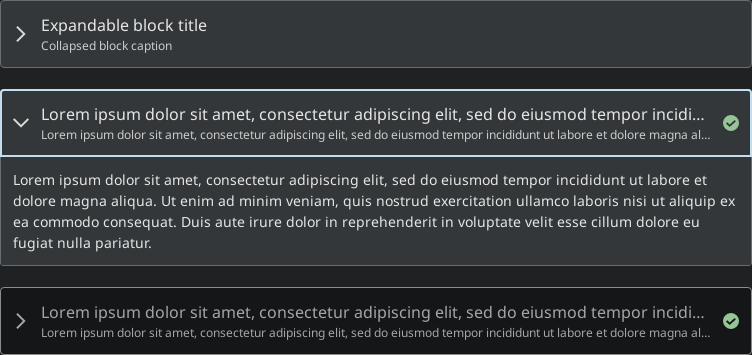 Expandable block title
Collapsed block caption
Lorem ipsum dolor sit amet, consectetur adipiscing elit, sed do eiusmod tempor incidi...
Lorem ipsum dolor sit amet, consectetur adipiscing elit, sed do eiusmod tempor incididunt ut labore et dolore magna al...
Lorem ipsum dolor sit amet, consectetur adipiscing elit, sed do eiusmod tempor incididunt ut labore et
dolore magna aliqua. Ut enim ad minim veniam, quis nostrud exercitation ullamco laboris nisi ut aliquip ex
ea commodo consequat. Duis aute irure dolor in reprehenderit in voluptate velit esse cillum dolore eu
fugiat nulla pariatur.
Lorem ipsum dolor sit amet, consectetur adipiscing elit, sed do eiusmod tempor incidi...
Lorem ipsum dolor sit amet, consectetur adipiscing elit, sed do eiusmod tempor incididunt ut labore et dolore magna al...